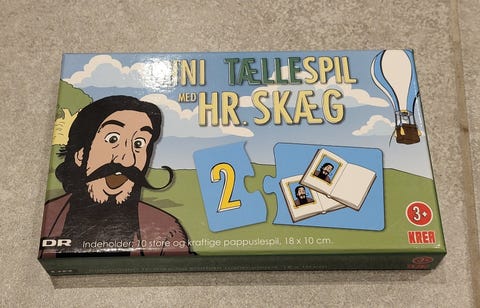 MINI TÆLLESPIL
MED HR. SKÆG
2
3+
DR
Indeholder: 10 store og kraftige pappuslespil, 18 x 10 cm.
KREA